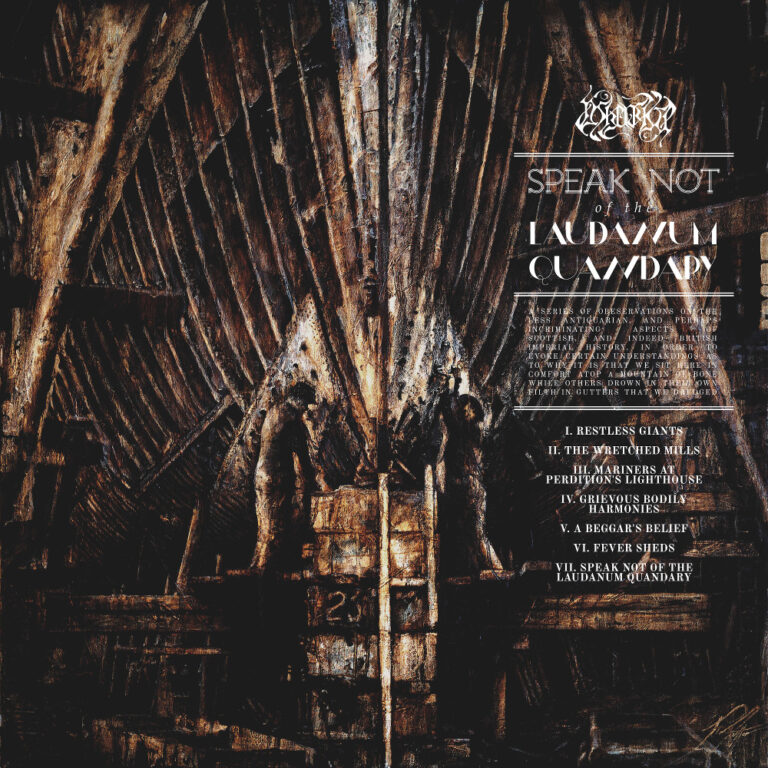 SPEAK NOT
of the
LAUDANUM
QUANDARY
A SERIES OF OBSERVATIONS ON THE
LESS ANTIQUARIAN, AND PERHAPS
INCRIMINATING ASPECTS OF
SCOTTISH, AND INDEED BRITISH
IMPERIAL HISTORY, IN ORDER TO
EVOKE CERTAIN UNDERSTANDINGS AS
TO WHY IT IS THAT WE SIT HERE IN
COMFORT ATOP A MOUNTAIN OF BONE
WHILE OTHERS DROWN IN THEIR OWN
FILTH IN GUTTERS THAT WE DREDGED
I. RESTLESS GIANTS
II. THE WRETCHED MILLS
III. MARINERS AT
PERDITION'S LIGHTHOUSE
IV. GRIEVOUS BODILY
HARMONIES
V. A BEGGAR'S BELIEF
VI. FEVER SHEDS
VII. SPEAK NOT OF THE
LAUDANUM QUANDARY
23